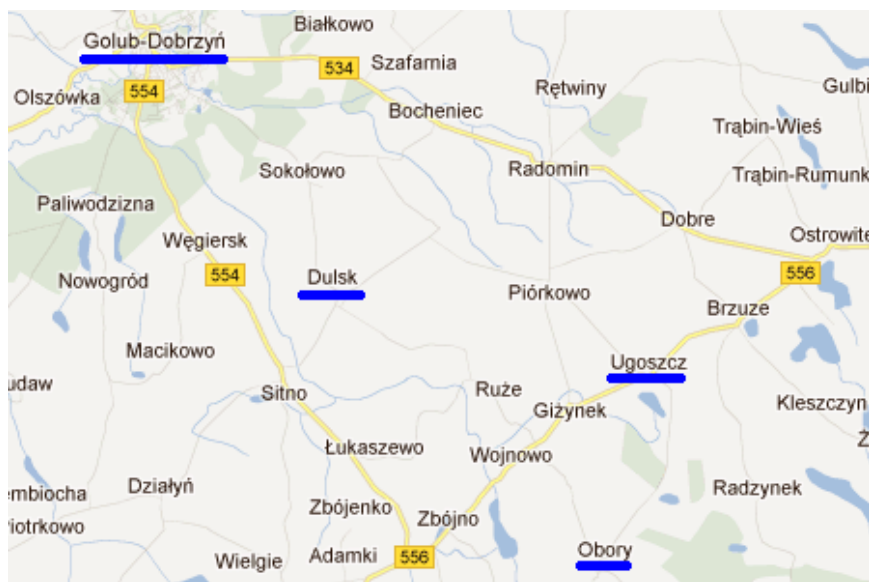 Białkowo
Golub-Dobrzyń
534
Szafarnia
Rętwiny
Gulbi
Olszówka
554
Bocheniec
Trąbin-Wieś
Sokołowo
Radomin
Trąbin-Rumunk
Paliwodzizna
Dobre
Węgiersk
Ostrowite
Nowogród
554
Dulsk
556
Piórkowo
Brzuze
Macikowo
Ugoszcz
udaw
Sitno
Ruże
Giżynek
Kleszczyn
Łukaszewo
Wojnowo
Ż
Działyń
Radzynek
embiocha
Zbójenko
Zbójno
iotrkowo
Wielgie
Adamki
556
Obory